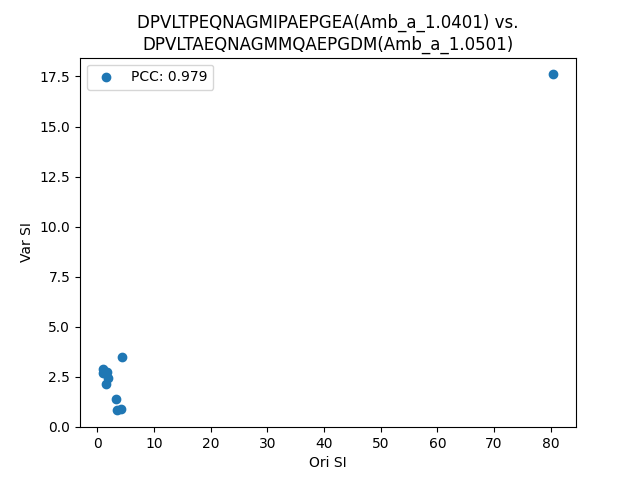 DPVLTPEQNAGMIPAEPGEA(Amb_a_1.0401) vs.
DPVLTAEQNAGMMQAEPGDM(Amb_a_1.0501)
PCC: 0.979
17.5
15.0
12.5
10.0
7.5
5.0
2.5
0.0
Var SI
0 10 20 30 40 50 60 70 80
Ori SI